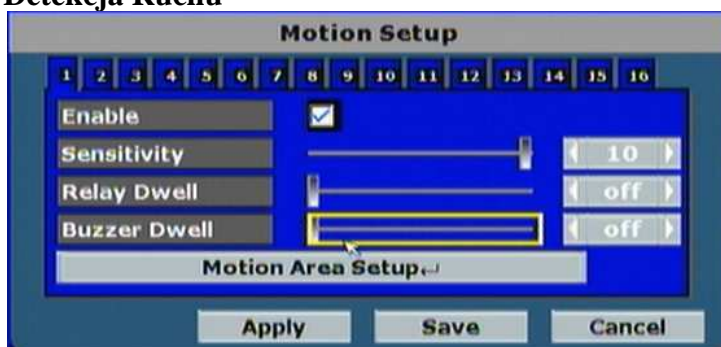 Detekcja Ruchu
Motion Setup
1 2 3 4 5 6 7 8 9 10 11 12 13 14 15 16
Enable
Sensitivity 10
Relay Dwell off
Buzzer Dwell off
Motion Area Setup↵
Apply Save Cancel